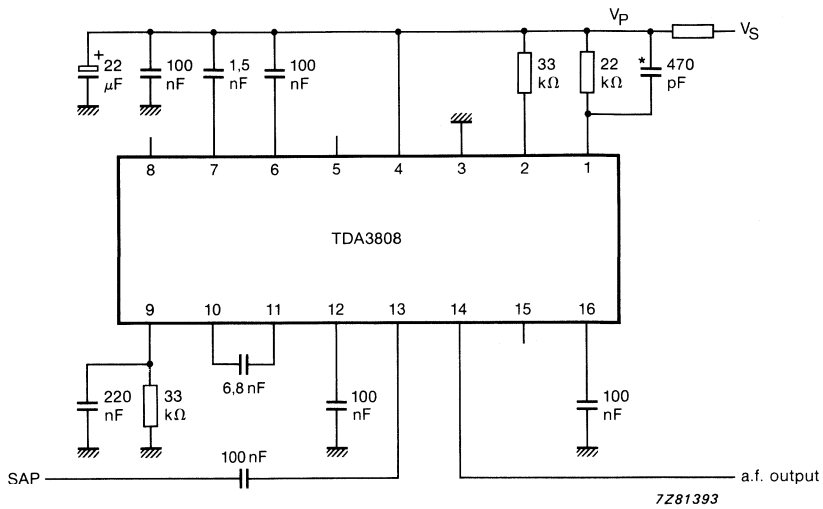 VP
VS
+
22
μF
100
nF
1,5
nF
100
nF
33
kΩ
22
kΩ
*
470
pF
8
7
6
5
4
3
2
1
TDA3808
9
10
11
12
13
14
15
16
220
nF
33
kΩ
6,8 nF
100
nF
100
nF
100 nF
SAP
a.f. output
7Z81393